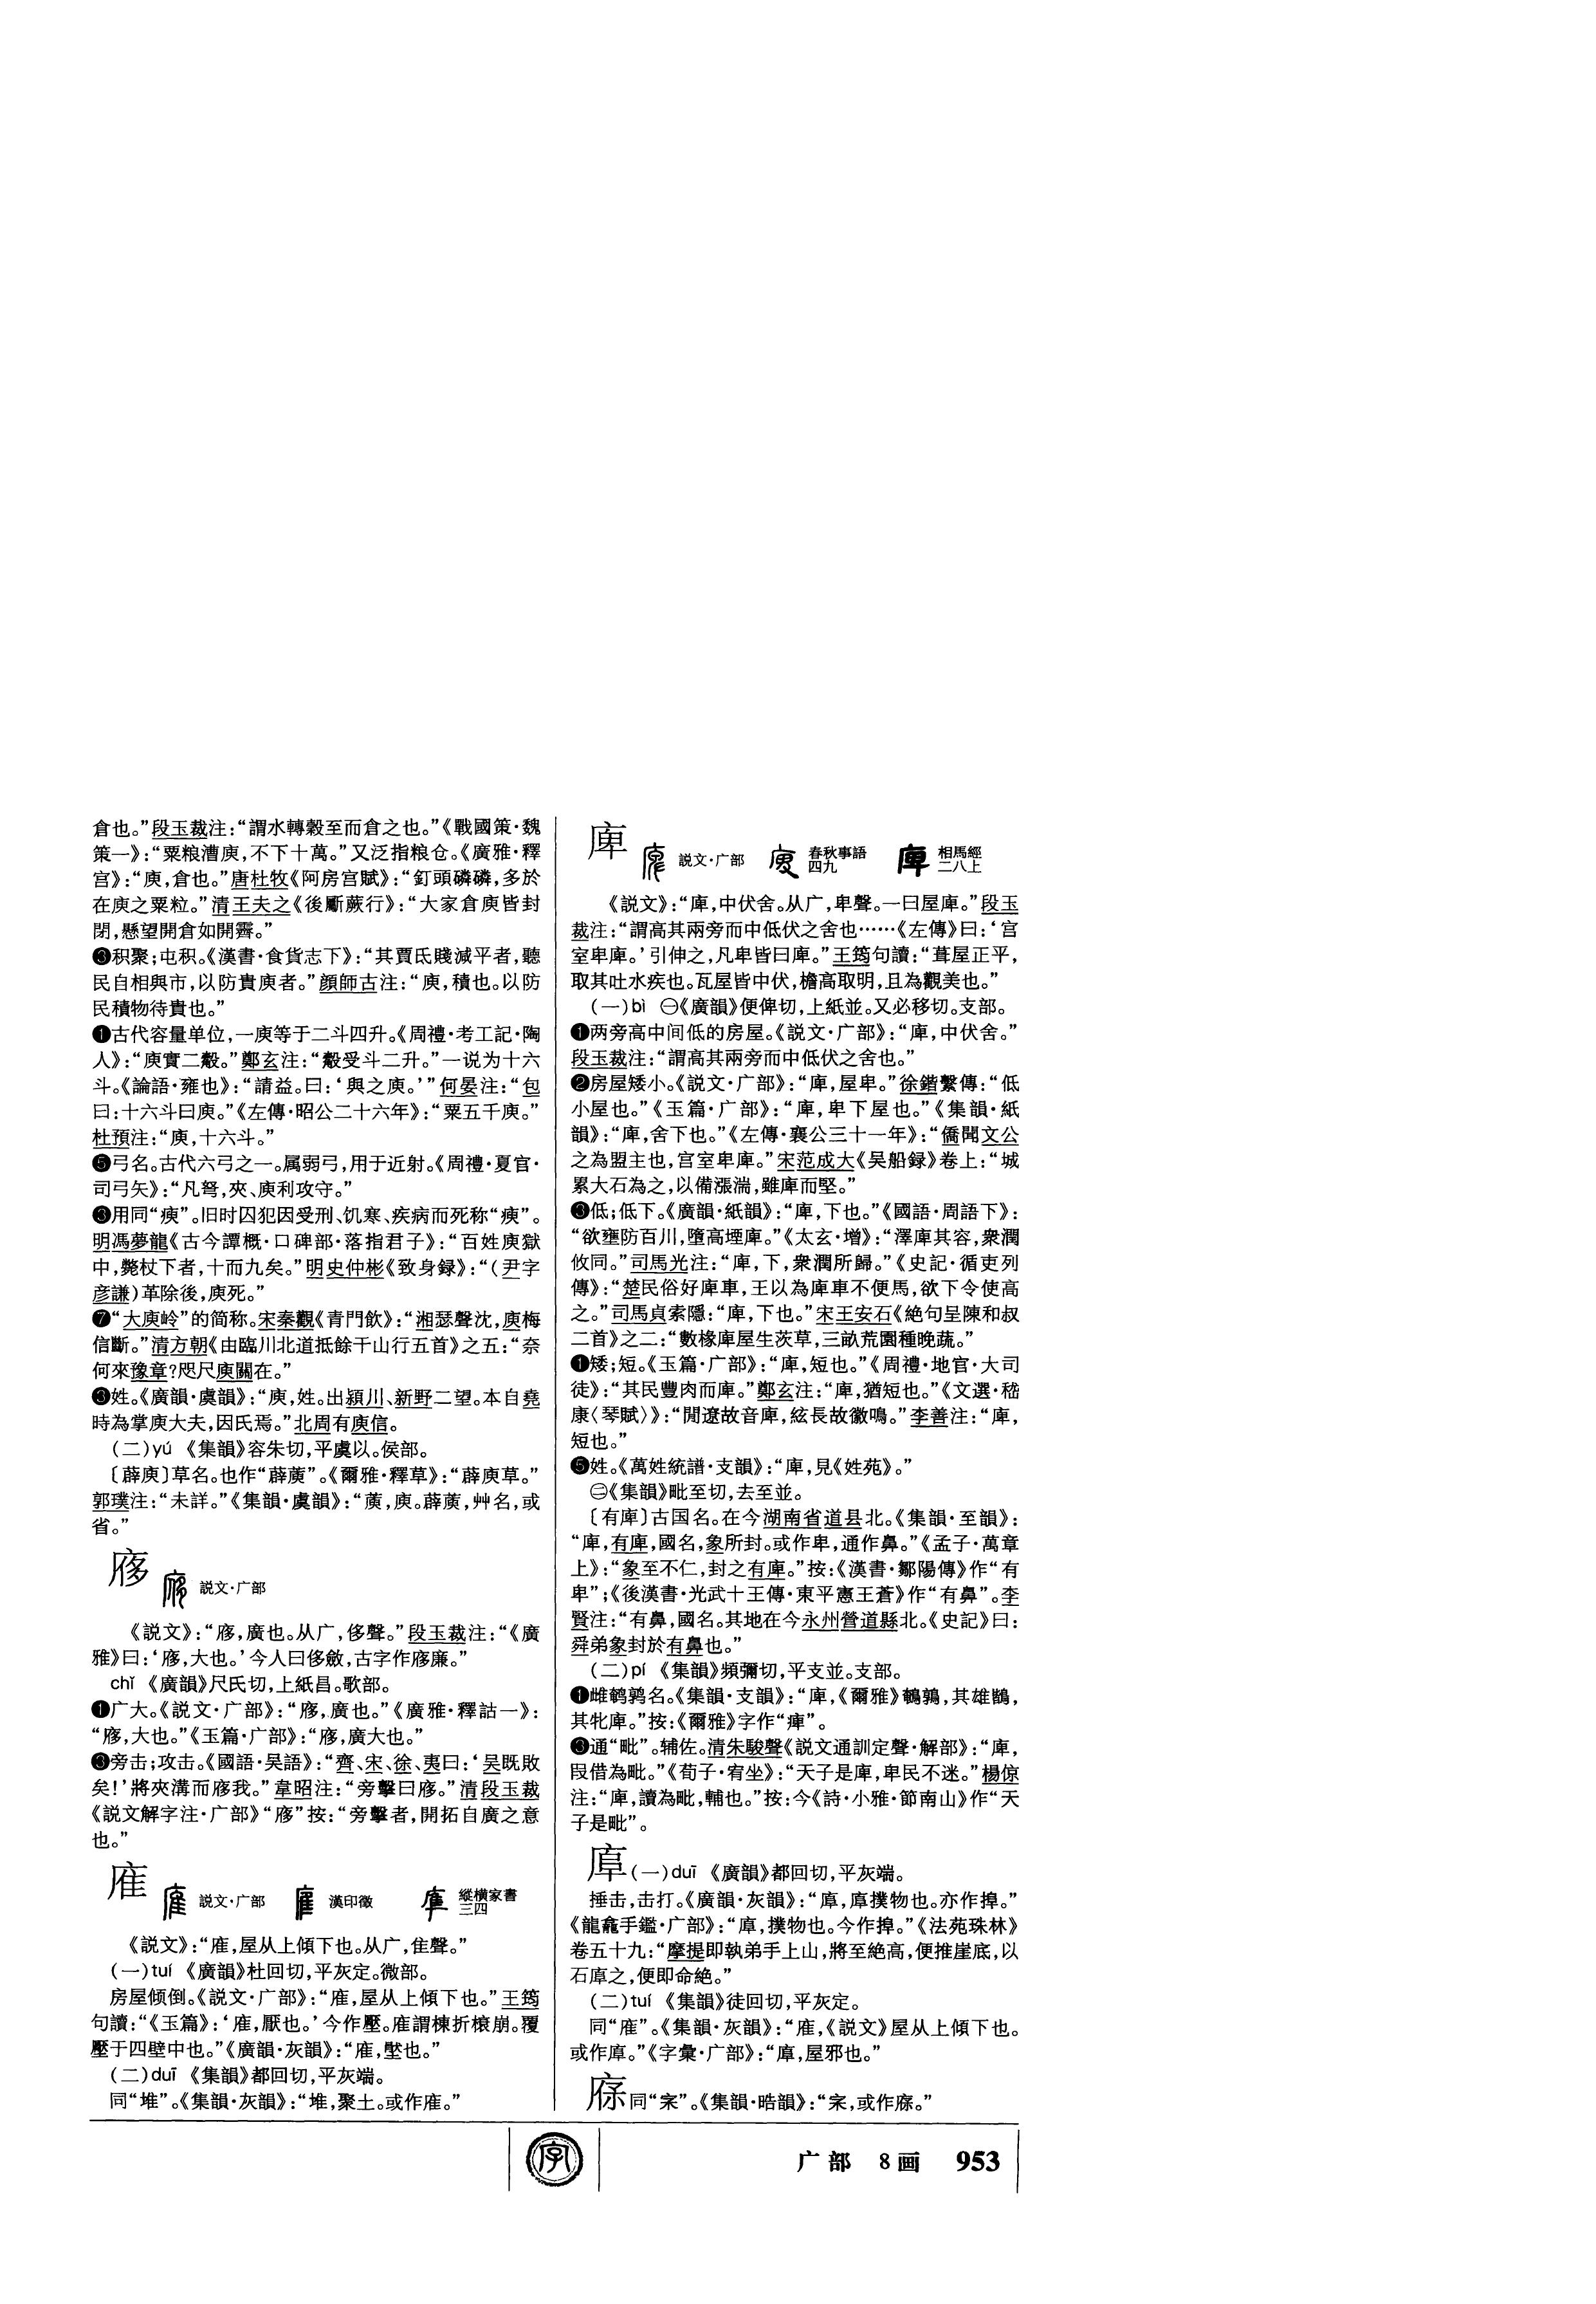 倉也。”段玉裁注：“謂水轉穀至而倉之也。”《戰國策·魏
策一》：“粟粮漕庾，不下十萬。”又泛指粮仓。《廣雅·釋
宫》：“庾，倉也。”唐杜牧《阿房宫賦》：“釘頭磷磷，多於
在庾之粟粒。”清王夫之《後斸蕨行》：“大家倉庾皆封
閉，懸望開倉如開霽。”
❸积聚；屯积。《漢書·食貨志下》：“其賈氐賤減平者，聽
民自相與市，以防貴庾者。”顔師古注：“庾，積也。以防
民積物待貴也。”
❶古代容量单位，一庾等于二斗四升。《周禮·考工記·陶
人》：“庾實二觳。”鄭玄注：“觳受斗二升。”一说为十六
斗。《論語·雍也》：“請益。曰：‘與之庾。’”何晏注：“包
曰：十六斗曰庾。”《左傳·昭公二十六年》：“粟五千庾。”
杜預注：“庾，十六斗。”
❺弓名。古代六弓之一。属弱弓，用于近射。《周禮·夏官·
司弓矢》：“凡弩，夾、庾利攻守。”
❸用同“瘐”。旧时囚犯因受刑、饥寒、疾病而死称“瘐”。
明馮夢龍《古今譚概·口碑部·落指君子》：“百姓庾獄
中，斃杖下者，十而九矣。”明史仲彬《致身録》：“（尹字
彦謙）革除後，庾死。”
❼“大庾岭”的简称。宋秦觀《青門飲》：“湘瑟聲沈，庾梅
信斷。”清方朝《由臨川北道抵餘干山行五首》之五：“奈
何來豫章？咫尺庾關在。”
❸姓。《廣韻·虞韻》：“庾，姓。出潁川、新野二望。本自堯
時為掌庾大夫，因氏焉。”北周有庾信。
（二）yú 《集韻》容朱切，平虞以。侯部。
〔薜庾〕草名。也作“薜蕒”。《爾雅·釋草》：“薜庾草。”
郭璞注：“未詳。”《集韻·虞韻》：“，庾。薜，艸名，或
省。”
㢋 説文·广部
《説文》：“㢋，廣也。从广，侈聲。”段玉裁注：“《廣
雅》曰：‘㢋，大也。’今人曰侈斂，古字作㢋廉。”
chǐ 《廣韻》尺氏切，上紙昌。歌部。
❶广大。《説文·广部》：“㢋，廣也。”《廣雅·釋詁一》：
“㢋，大也。”《玉篇·广部》：“㢋，廣大也。”
❸旁击；攻击。《國語·吴語》：“齊、宋、徐、夷曰：‘吴既敗
矣！’將夾溝而㢋我。”韋昭注：“旁擊曰㢋。”清段玉裁
《説文解字注·广部》“㢋”按：“旁擊者，開拓自廣之意
也。”
㢈 説文·广部 漢印徵 縱横家書 三四
《説文》：“㢈，屋从上傾下也。从广，隹聲。”
（一）tuí 《廣韻》杜回切，平灰定。微部。
房屋倾倒。《説文·广部》：“㢈，屋从上傾下也。”王筠
句讀：“《玉篇》：‘㢈，厭也。’今作壓。㢈謂棟折榱崩。覆
壓于四壁中也。”《廣韻·灰韻》：“㢈，壓也。”
（二）duī 《集韻》都回切，平灰端。
同“堆”。《集韻·灰韻》：“堆，聚土。或作㢈。”
庳 説文·广部 春秋事語 四九 相馬經 二八上
《説文》：“庳，中伏舍。从广，卑聲。一曰屋庳。”段玉
裁注：“謂高其兩旁而中低伏之舍也……《左傳》曰：‘宫
室卑庳。’引伸之，凡卑皆曰庳。”王筠句讀：“葺屋正平，
取其吐水疾也。瓦屋皆中伏，檐高取明，且為觀美也。”
（一）bì ㊀《廣韻》便俾切，上紙並。又必移切。支部。
❶两旁高中间低的房屋。《説文·广部》：“庳，中伏舍。”
段玉裁注：“謂高其兩旁而中低伏之舍也。”
❷房屋矮小。《説文·广部》：“庳，屋卑。”徐鍇繫傳：“低
小屋也。”《玉篇·广部》：“庳，卑下屋也。”《集韻·紙
韻》：“庳，舍下也。”《左傳·襄公三十一年》：“僑聞文公
之為盟主也，宫室卑庳。”宋范成大《吴船録》卷上：“城
累大石為之，以備漲湍，雖庳而堅。”
❸低；低下。《廣韻·紙韻》：“庳，下也。”《國語·周語下》：
“欲壅防百川，墮高堙庳。”《太玄·增》：“澤庳其容，衆潤
攸同。”司馬光注：“庳，下，衆潤所歸。”《史記·循吏列
傳》：“楚民俗好庳車，王以為庳車不便馬，欲下令使高
之。”司馬貞索隱：“庳，下也。”宋王安石《絶句呈陳和叔
二首》之二：“數椽庳屋生茨草，三畝荒園種晚蔬。”
❶矮；短。《玉篇·广部》：“庳，短也。”《周禮·地官·大司
徒》：“其民豐肉而庳。”鄭玄注：“庳，猶短也。”《文選·嵇
康〈琴賦〉》：“閒遼故音庳，絃長故徽鳴。”李善注：“庳，
短也。”
❺姓。《萬姓統譜·支韻》：“庳，見《姓苑》。”
㊁《集韻》毗至切，去至並。
〔有庳〕古国名。在今湖南省道县北。《集韻·至韻》：
“庳，有庳，國名，象所封。或作卑，通作鼻。”《孟子·萬章
上》：“象至不仁，封之有庳。”按：《漢書·鄒陽傳》作“有
卑”；《後漢書·光武十王傳·東平憲王蒼》作“有鼻”。李
賢注：“有鼻，國名。其地在今永州營道縣北。《史記》曰：
舜弟象封於有鼻也。”
（二）pí 《集韻》頻彌切，平支並。支部。
❶雌鹌鹑名。《集韻·支韻》：“庳，《爾雅》鵪鶉，其雄鶛，
其牝庳。”按：《爾雅》字作“痺”。
❸通“毗”。辅佐。清朱駿聲《説文通訓定聲·解部》：“庳，
叚借為毗。”《荀子·宥坐》：“天子是庳，卑民不迷。”楊倞
注：“庳，讀為毗，輔也。”按：今《詩·小雅·節南山》作“天
子是毗”。
㢆（一）duī 《廣韻》都回切，平灰端。
捶击，击打。《廣韻·灰韻》：“㢆，㢆撲物也。亦作㨃。”
《龍龕手鑑·广部》：“㢆，撲物也。今作㨃。”《法苑珠林》
卷五十九：“摩提即執弟手上山，將至絶高，便推崖底，以
石㢆之，便即命絶。”
（二）tuí 《集韻》徒回切，平灰定。
同“㢈”。《集韻·灰韻》：“㢈，《説文》屋从上傾下也。
或作㢆。”《字彙·广部》：“㢆，屋邪也。”
同“宩”。《集韻·晧韻》：“，或作。”
广部 8画 953